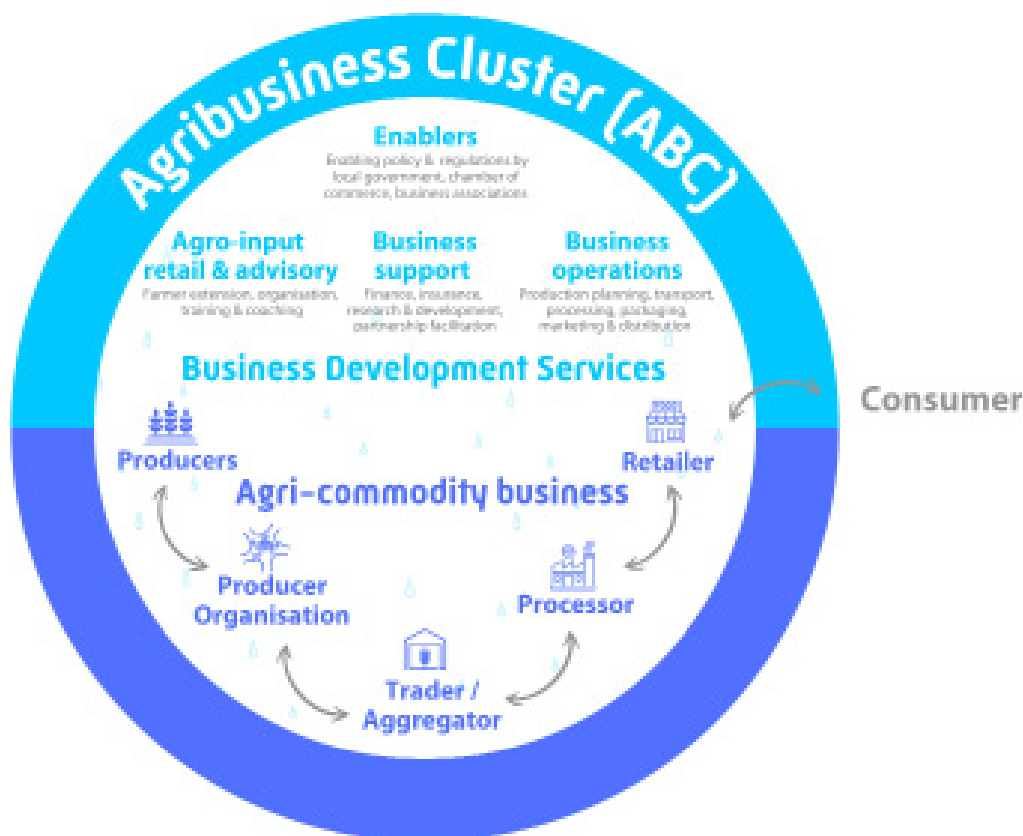 Agribusiness Cluster (ABC)
Enablers
Enabling policy & regulations by
local government, chamber of
commerce, business associations
Agro-input
retail & advisory
Farmer extension, organisation,
training & coaching
Business
support
Finance, insurance,
research & development,
partnership facilitation
Business
operations
Production planning, transport,
processing, packaging,
marketing & distribution
Business Development Services
Consumer
Producers
Retailer
Agri-commodity business
Producer
Organisation
Processor
Trader /
Aggregator